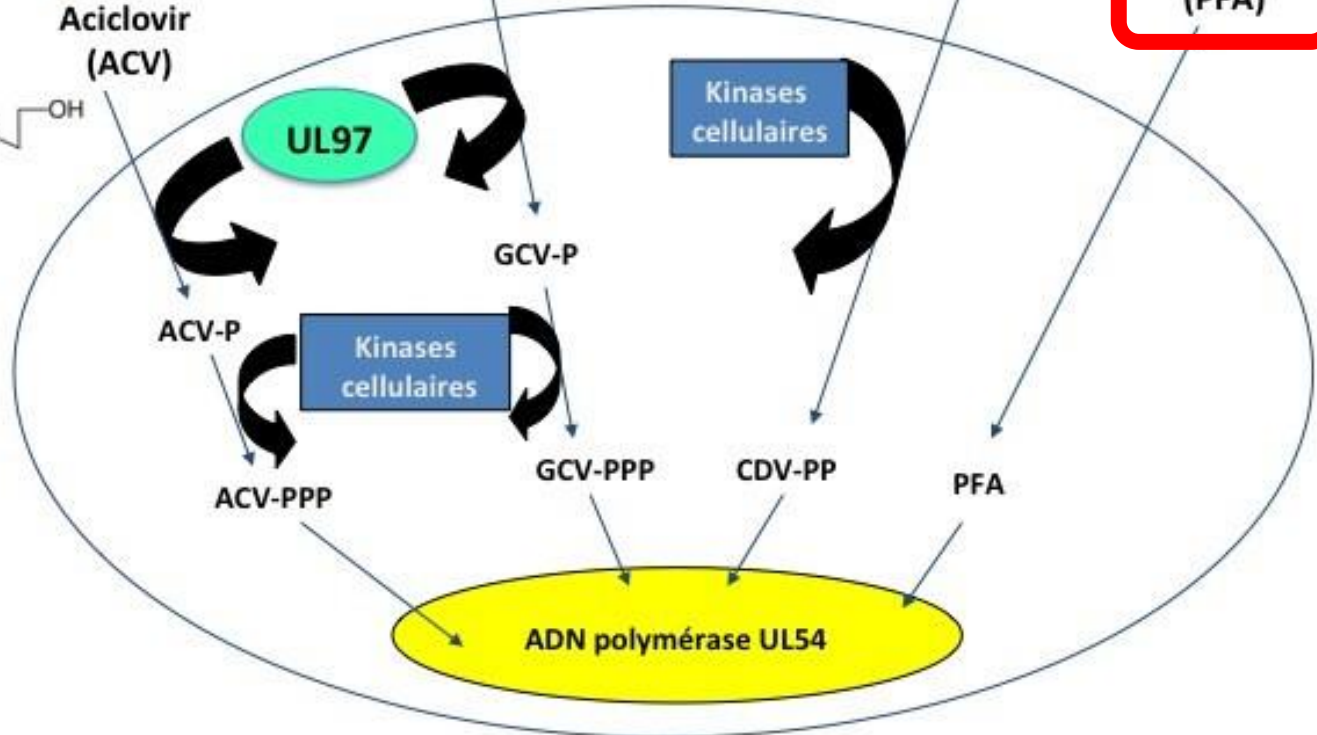 Aciclovir
(ACV)
(PFA)
OH
UL97
Kinases
cellulaires
GCV-P
ACV-P
Kinases
cellulaires
GCV-PPP
CDV-PP
PFA
ACV-PPP
ADN polymérase UL54